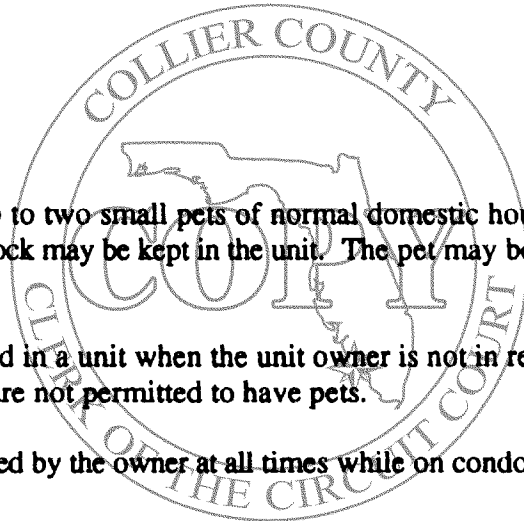 COLLIER COUNTY
to two small pets of normal domestic
may be kept in the unit. The pet may be
COPY
in a unit when the unit owner is not in
are not permitted to have pets.
by the owner at all times while on
CLERK OF THE CIRCUIT COURT